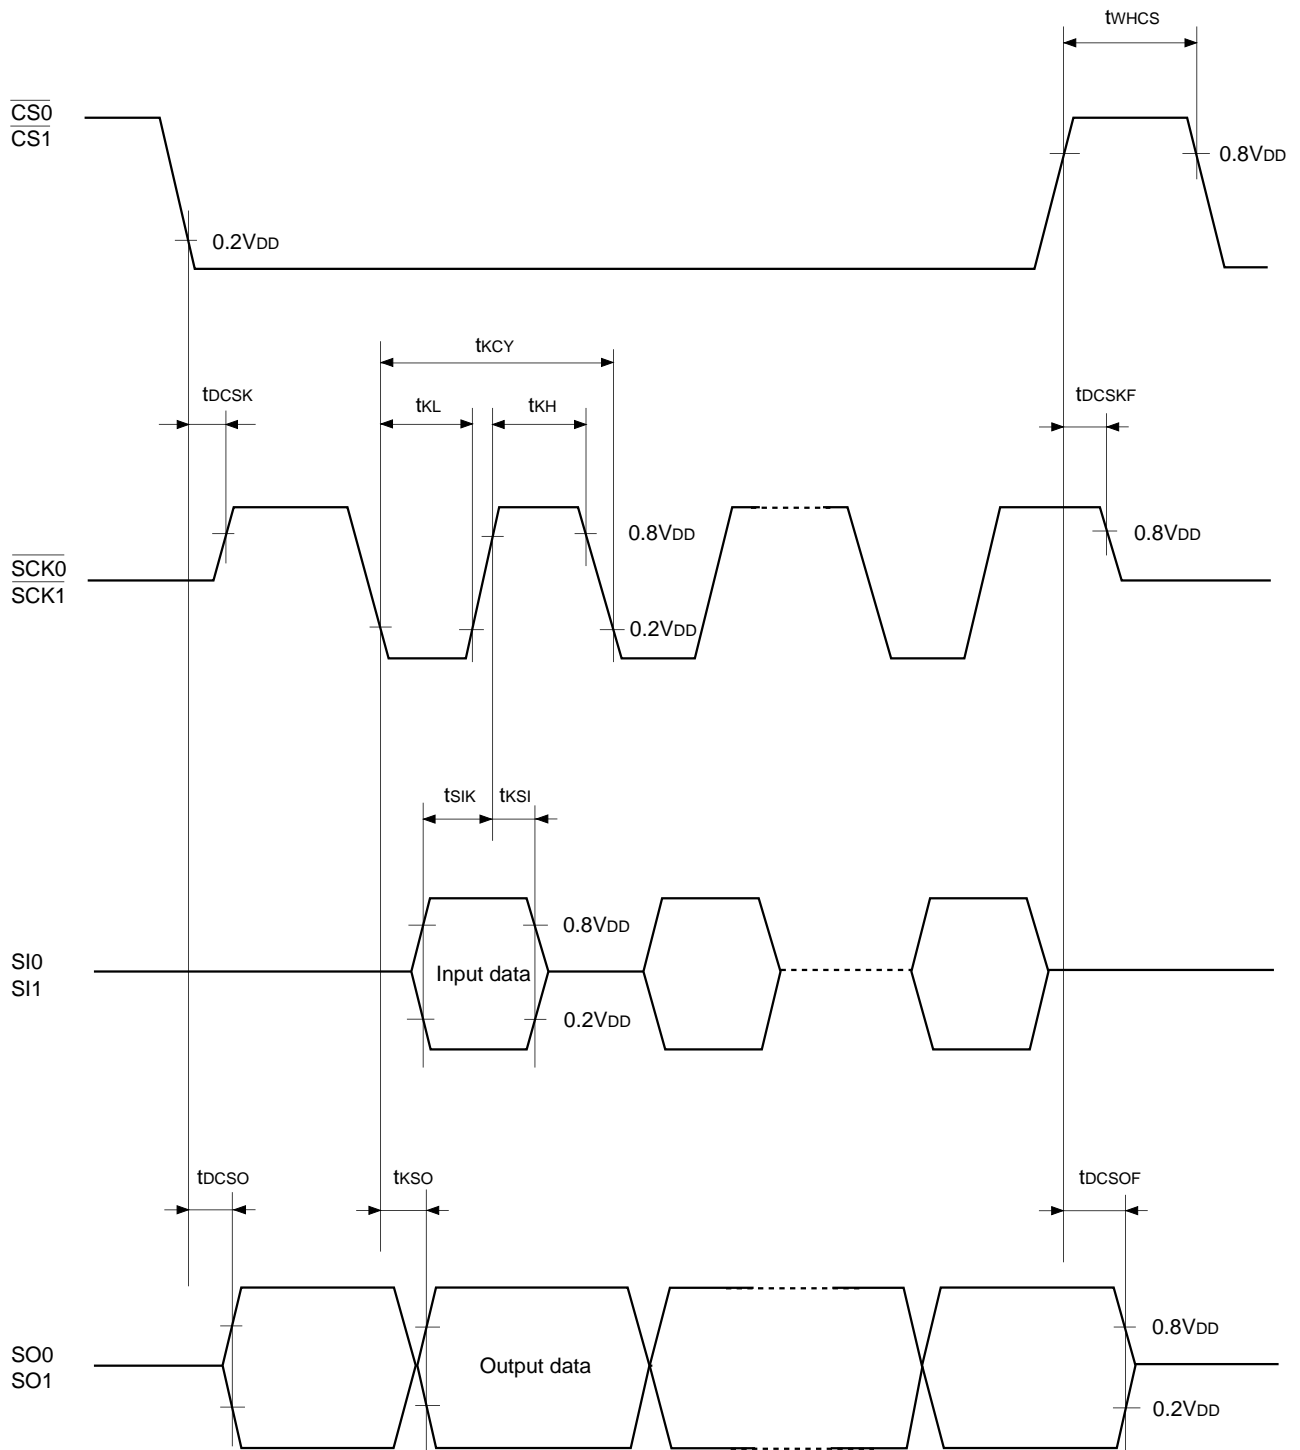 tWHCS
CS0
CS1
0.8VDD
0.2VDD
tKCY
tDCSK
tKL
tKH
tDCSKF
0.8VDD
0.8VDD
SCK0
SCK1
0.2VDD
tSIK
tKSI
0.8VDD
SI0
SI1
Input data
0.2VDD
tDCSO
tKSO
tDCSOF
0.8VDD
SO0
SO1
Output data
0.2VDD